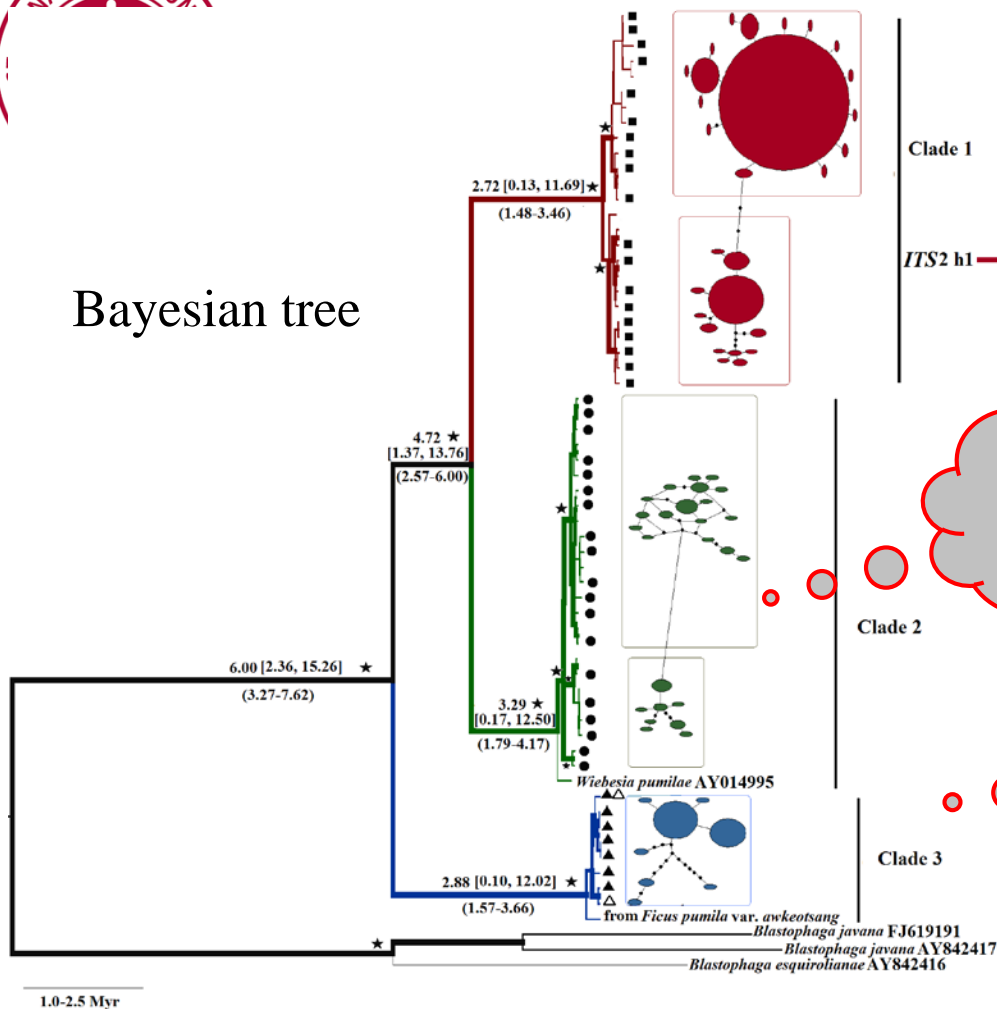 Bayesian tree
2.72 [0.13, 11.69] ★
(1.48-3.46)
Clade 1
ITS2 h1
4.72 ★
[1.37, 13.76]
(2.57-6.00)
6.00 [2.36, 15.26] ★
(3.27-7.62)
3.29 ★
[0.17, 12.50]
(1.79-4.17)
Clade 2
Wiebesia pumilae AY014995
2.88 [0.10, 12.02] ★
(1.57-3.66)
Clade 3
from Ficus pumila var. awkeotsang
Blastophaga javana FJ619191
Blastophaga javana AY842417
Blastophaga esquirolianae AY842416
1.0-2.5 Myr